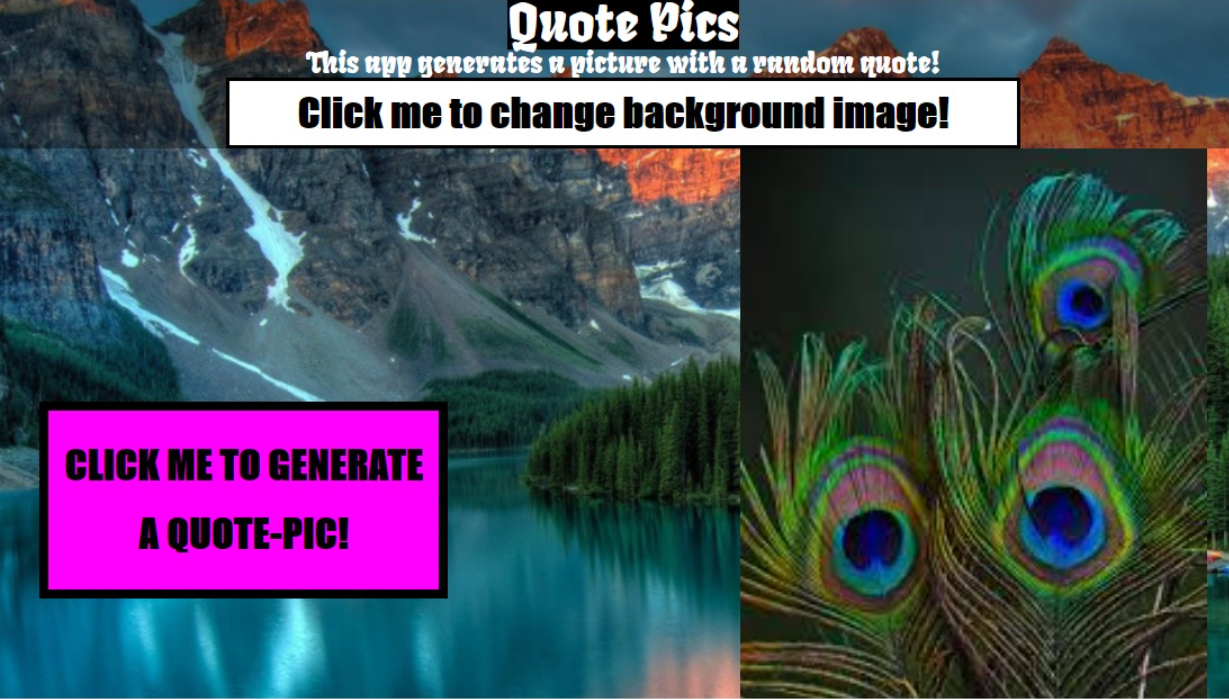 Quote Pics
This app generates a picture with a random quote!
Click me to change background image!
CLICK ME TO GENERATE
A QUOTE-PIC!